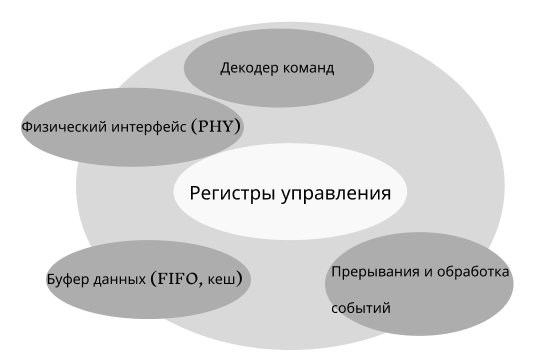 Декодер команд
Физический интерфейс (PHY)
Регистры управления
Буфер данных (FIFO, кеш)
Прерывания и обработка
событий